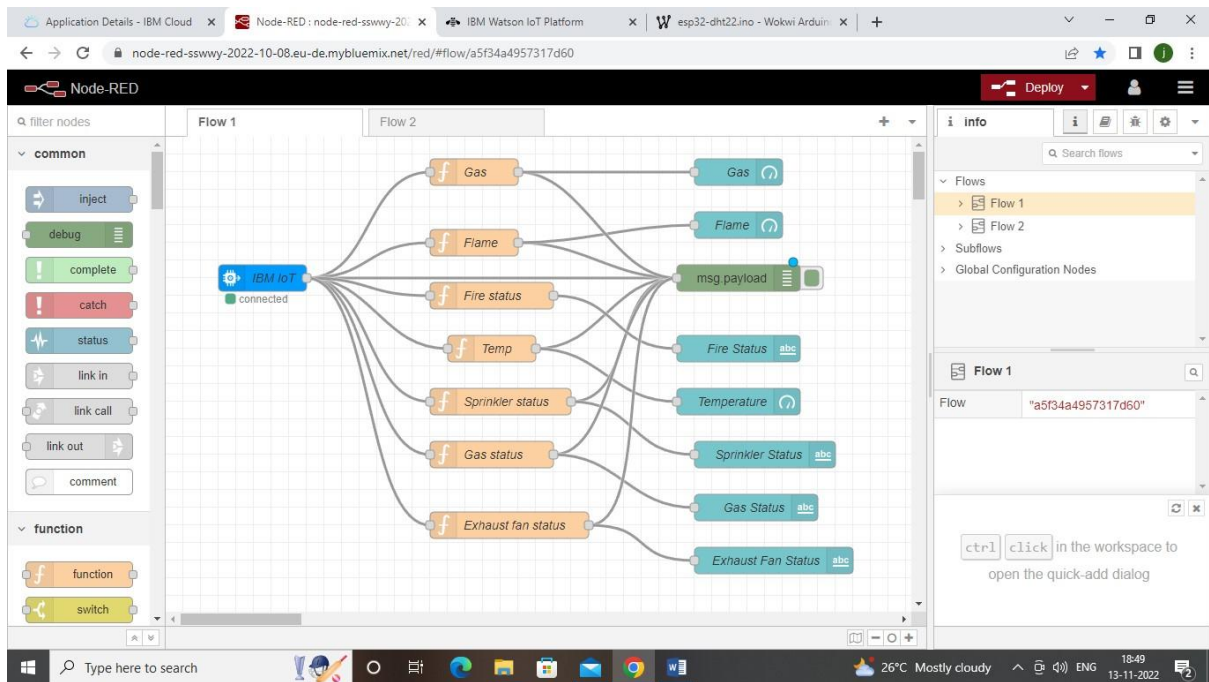 Application Details - IBM Cloud
Node-RED : node-red-sswwy-202
IBM Watson IoT Platform
esp32-dht22.ino - Wokwi Arduin
node-red-sswwy-2022-10-08.eu-de.mybluemix.net/red/#flow/a5f34a4957317d60
j
Node-RED
Deploy
filter nodes
Flow 1
Flow 2
i info
i
common
inject
debug
complete
catch
status
link in
link call
link out
comment
function
function
switch
IBM IoT
connected
Gas
Flame
Fire status
Temp
Sprinkler status
Gas status
Exhaust fan status
Gas
Flame
msg.payload
Fire Status abc
Temperature
Sprinkler Status abc
Gas Status abc
Exhaust Fan Status abc
Search flows
Flows
Flow 1
Flow 2
Subflows
Global Configuration Nodes
Flow 1
Flow "a5f34a4957317d60"
ctrl click in the workspace to
open the quick-add dialog
Type here to search
26°C Mostly cloudy
ENG
18:49
13-11-2022
2